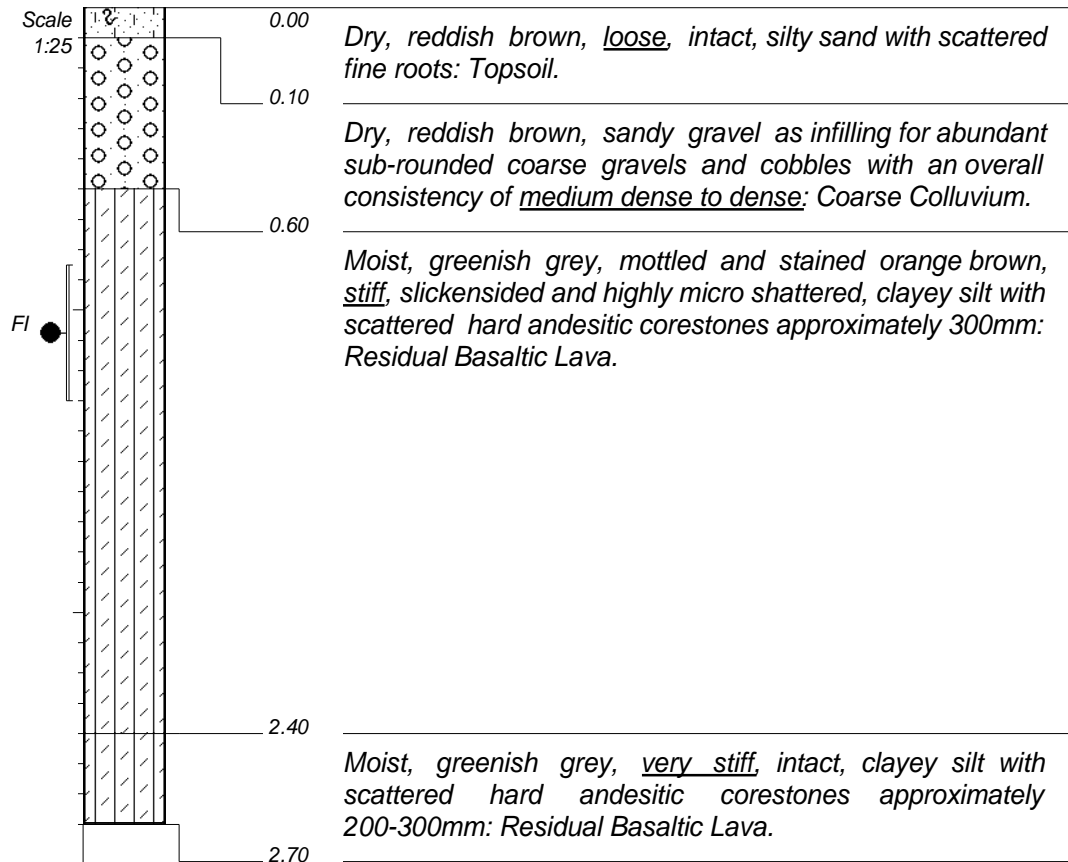 Scale
1:25
0.00
Dry, reddish brown, loose, intact, silty sand with scattered
fine roots: Topsoil.
0.10
Dry, reddish brown, sandy gravel as infilling for abundant
sub-rounded coarse gravels and cobbles with an overall
consistency of medium dense to dense: Coarse Colluvium.
0.60
Moist, greenish grey, mottled and stained orange brown,
stiff, slickensided and highly micro shattered, clayey silt with
scattered hard andesitic corestones approximately 300mm:
Residual Basaltic Lava.
FI
2.40
Moist, greenish grey, very stiff, intact, clayey silt with
scattered hard andesitic corestones approximately
200-300mm: Residual Basaltic Lava.
2.70